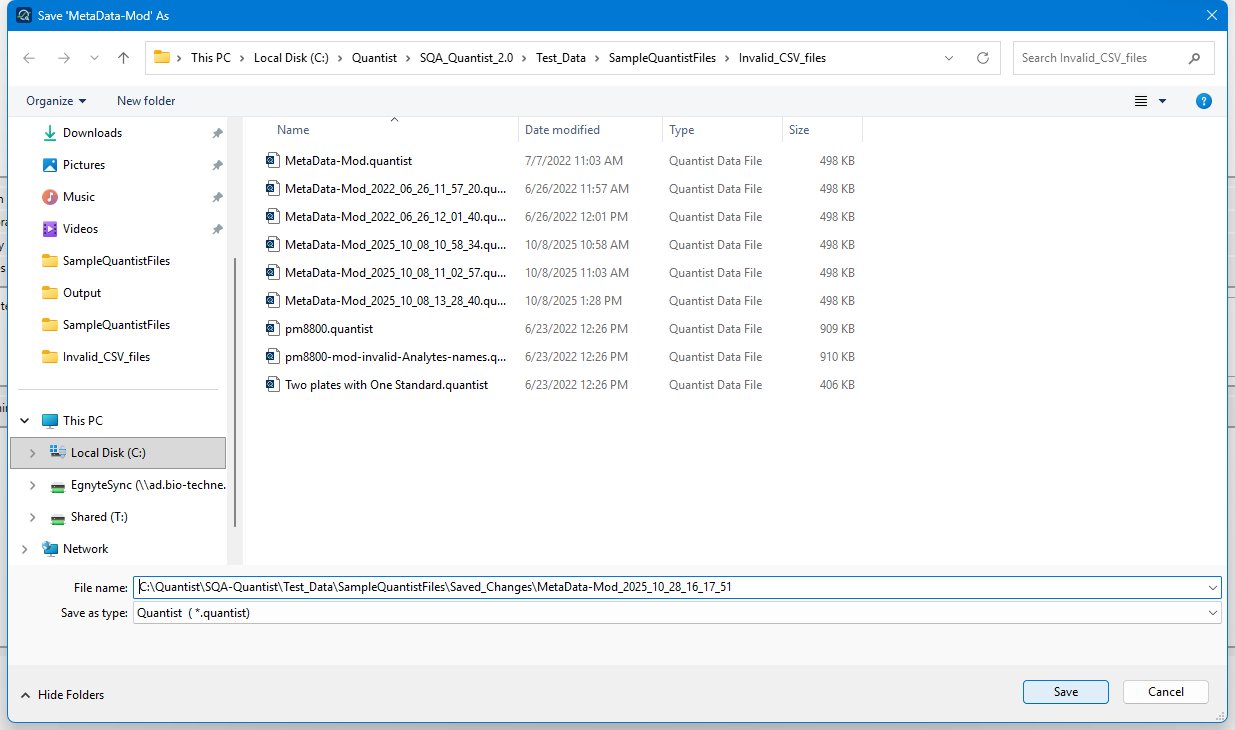 Save 'MetaData-Mod' As
This PC > Local Disk (C:) > Quantist > SQA_Quantist_2.0 > Test_Data > SampleQuantistFiles > Invalid_CSV_files
Search Invalid_CSV_files
Organize
New folder
?
Downloads
Pictures
Music
Videos
SampleQuantistFiles
Output
SampleQuantistFiles
Invalid_CSV_files
This PC
Local Disk (C:)
EgnyteSync (\\ad.bio-techne.
Shared (T:)
Network
Name Date modified Type Size
MetaData-Mod.quantist 7/7/2022 11:03 AM Quantist Data File 498 KB
MetaData-Mod_2022_06_26_11_57_20.qu... 6/26/2022 11:57 AM Quantist Data File 498 KB
MetaData-Mod_2022_06_26_12_01_40.qu... 6/26/2022 12:01 PM Quantist Data File 498 KB
MetaData-Mod_2025_10_08_10_58_34.qu... 10/8/2025 10:58 AM Quantist Data File 498 KB
MetaData-Mod_2025_10_08_11_02_57.qu... 10/8/2025 11:03 AM Quantist Data File 498 KB
MetaData-Mod_2025_10_08_13_28_40.qu... 10/8/2025 1:28 PM Quantist Data File 498 KB
pm8800.quantist 6/23/2022 12:26 PM Quantist Data File 909 KB
pm8800-mod-invalid-Analytes-names.q... 6/23/2022 12:26 PM Quantist Data File 910 KB
Two plates with One Standard.quantist 6/23/2022 12:26 PM Quantist Data File 406 KB
File name: C:\Quantist\SQA-Quantist\Test_Data\SampleQuantistFiles\Saved_Changes\MetaData-Mod_2025_10_28_16_17_51
Save as type: Quantist ( *.quantist)
Hide Folders
Save
Cancel